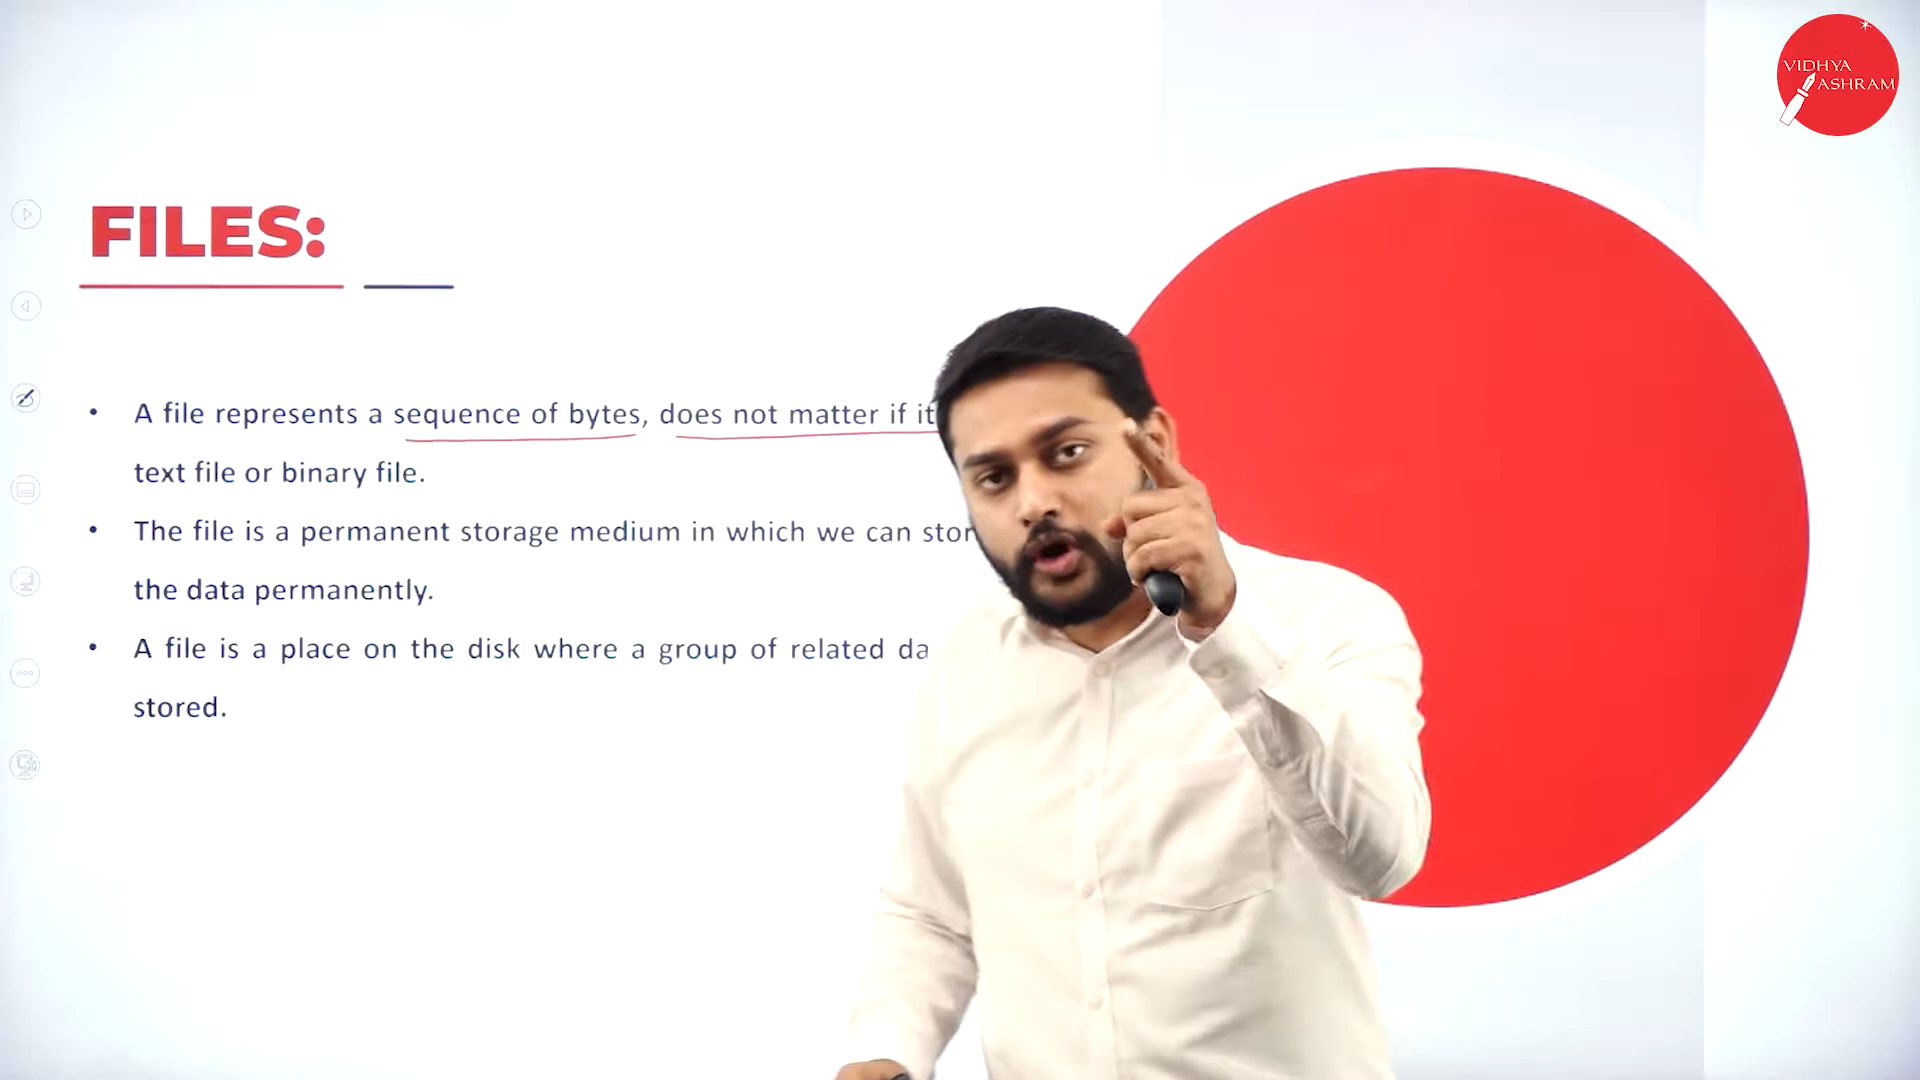 VIDHYA
ASHRAM
FILES:
• A file represents a sequence of bytes, does not matter if it
text file or binary file.
• The file is a permanent storage medium in which we can stor
the data permanently.
• A file is a place on the disk where a group of related da
stored.